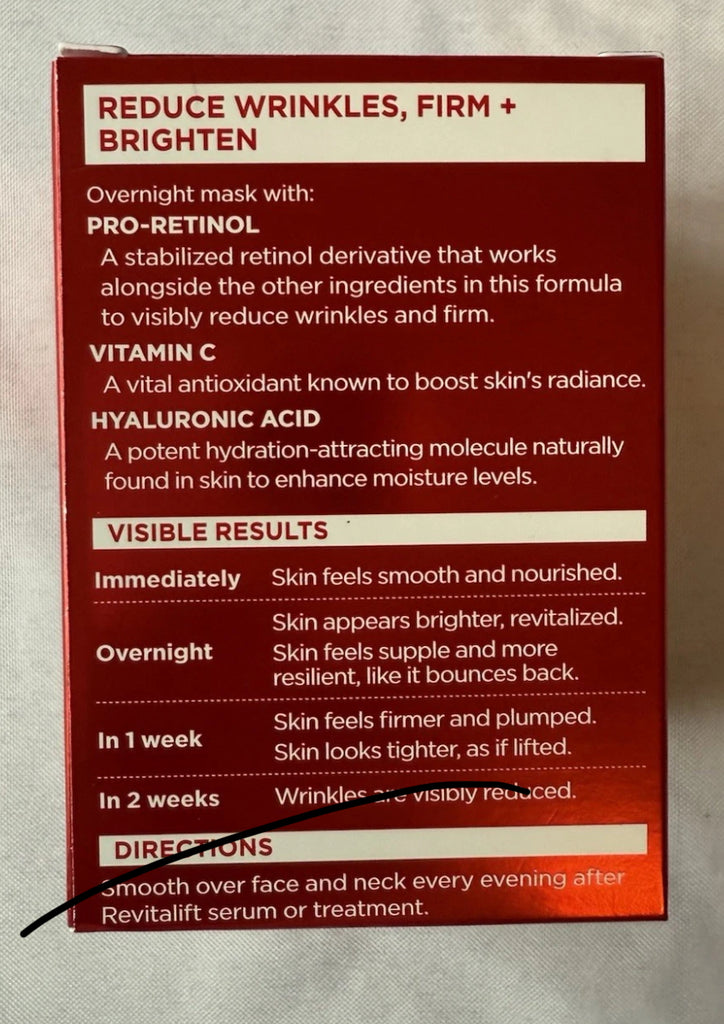 REDUCE WRINKLES, FIRM +
BRIGHTEN
Overnight mask with:
PRO-RETINOL
A stabilized retinol derivative that works
alongside the other ingredients in this formula
to visibly reduce wrinkles and firm.
VITAMIN C
A vital antioxidant known to boost skin's radiance.
HYALURONIC ACID
A potent hydration-attracting molecule naturally
found in skin to enhance moisture levels.
VISIBLE RESULTS
Immediately Skin feels smooth and nourished.
Skin appears brighter, revitalized.
Overnight Skin feels supple and more
resilient, like it bounces back.
Skin feels firmer and plumped.
In 1 week
Skin looks tighter, as if lifted.
In 2 weeks Wrinkles are visibly reduced.
DIRECTIONS
Smooth over face and neck every evening after
Revitalift serum or treatment.